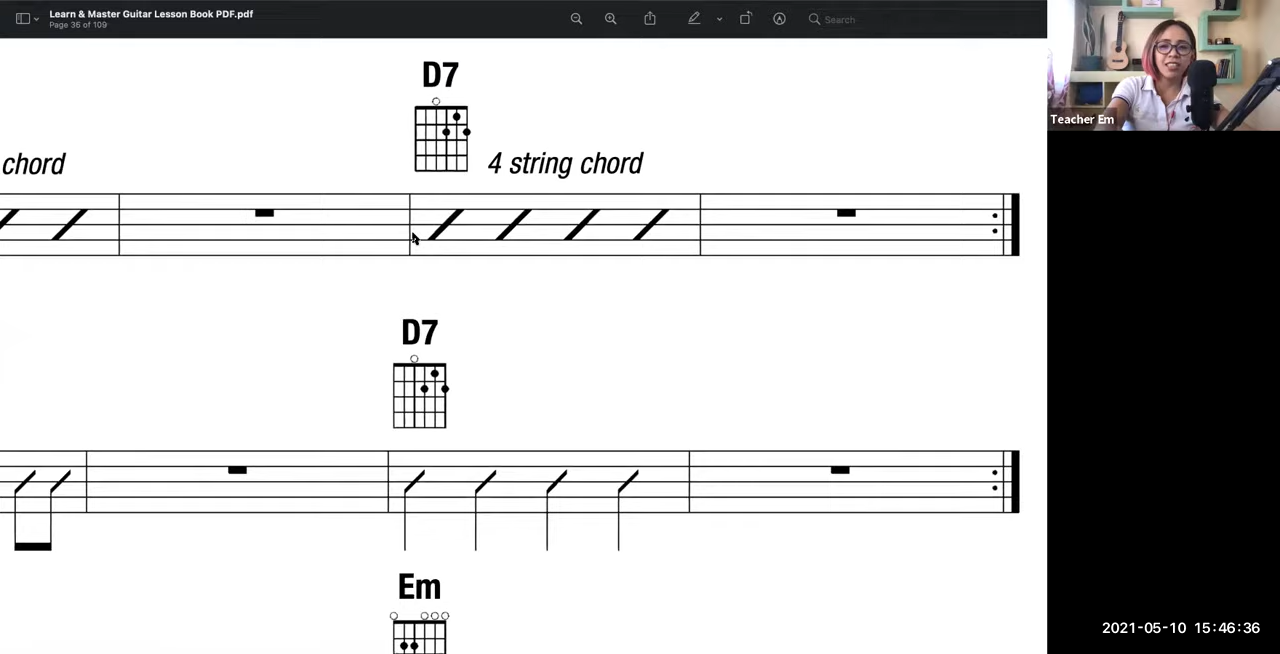 Learn & Master Guitar Lesson Book PDF.pdf
Page 36 of 109
Search
Teacher Em
D7
chord
4 string chord
D7
Em
2021-05-10 15:46:36